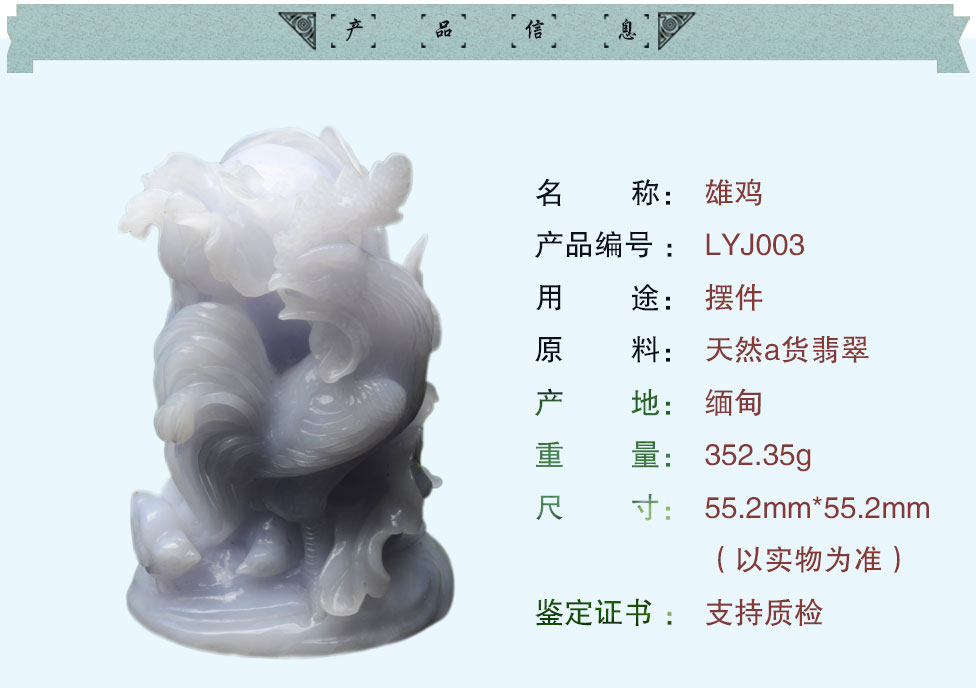 产品信息
名 称： 雄鸡
产品编号： LYJ003
用 途： 摆件
原 料： 天然a货翡翠
产 地： 缅甸
重 量： 352.35g
尺 寸： 55.2mm*55.2mm
（以实物为准）
鉴定证书： 支持质检